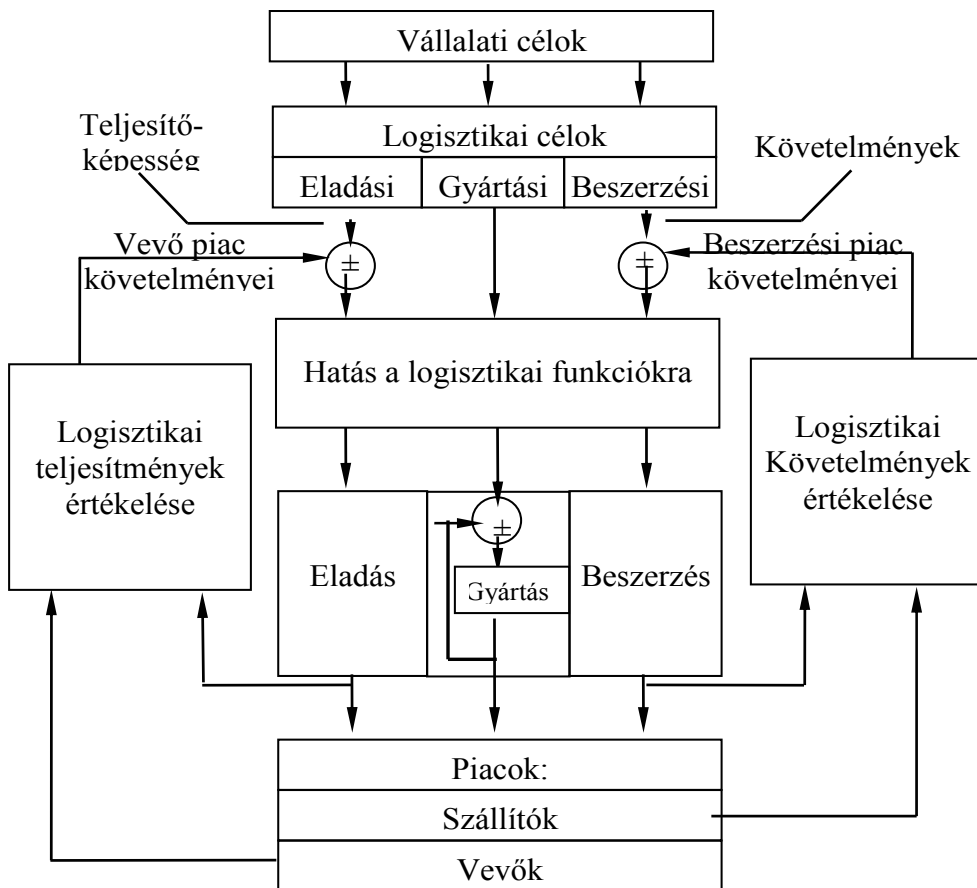 Vállalati célok
Teljesítő-
képesség
Logisztikai célok
Követelmények
Eladási
Gyártási
Beszerzési
Vevő piac
követelményei
±
∓
Beszerzési piac
követelményei
Hatás a logisztikai funkciókra
Logisztikai
teljesítmények
értékelése
Logisztikai
Követelmények
értékelése
Eladás
±
Gyártás
Beszerzés
Piacok:
Szállítók
Vevők